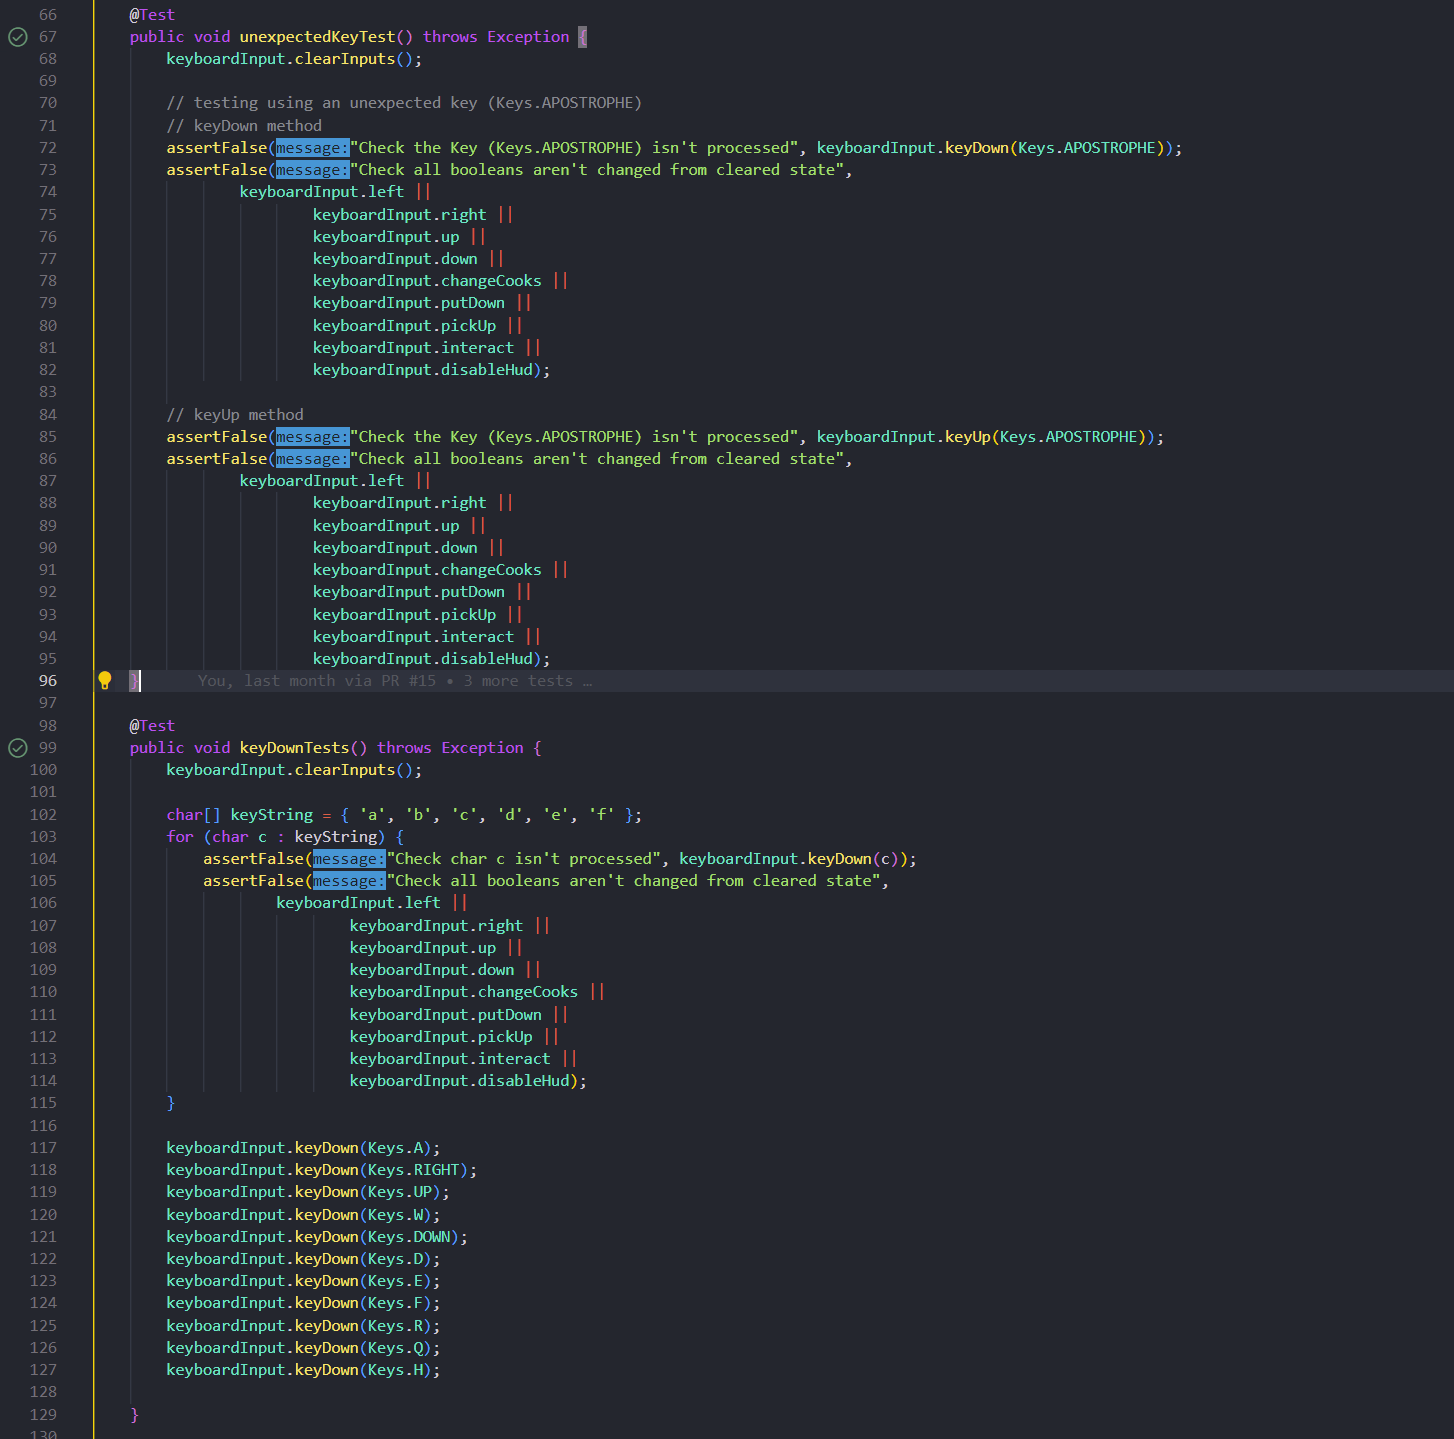 66 @Test
67 public void unexpectedKeyTest() throws Exception {
68 keyboardInput.clearInputs();
69
70 // testing using an unexpected key (Keys.APOSTROPHE)
71 // keyDown method
72 assertFalse(message:"Check the Key (Keys.APOSTROPHE) isn't processed", keyboardInput.keyDown(Keys.APOSTROPHE));
73 assertFalse(message:"Check all booleans aren't changed from cleared state",
74 keyboardInput.left ||
75 keyboardInput.right ||
76 keyboardInput.up ||
77 keyboardInput.down ||
78 keyboardInput.changeCooks ||
79 keyboardInput.putDown ||
80 keyboardInput.pickUp ||
81 keyboardInput.interact ||
82 keyboardInput.disableHud);
83
84 // keyUp method
85 assertFalse(message:"Check the Key (Keys.APOSTROPHE) isn't processed", keyboardInput.keyUp(Keys.APOSTROPHE));
86 assertFalse(message:"Check all booleans aren't changed from cleared state",
87 keyboardInput.left ||
88 keyboardInput.right ||
89 keyboardInput.up ||
90 keyboardInput.down ||
91 keyboardInput.changeCooks ||
92 keyboardInput.putDown ||
93 keyboardInput.pickUp ||
94 keyboardInput.interact ||
95 keyboardInput.disableHud);
96 } You, last month via PR #15 • 3 more tests …
97
98 @Test
99 public void keyDownTests() throws Exception {
100 keyboardInput.clearInputs();
101
102 char[] keyString = { 'a', 'b', 'c', 'd', 'e', 'f' };
103 for (char c : keyString) {
104 assertFalse(message:"Check char c isn't processed", keyboardInput.keyDown(c));
105 assertFalse(message:"Check all booleans aren't changed from cleared state",
106 keyboardInput.left ||
107 keyboardInput.right ||
108 keyboardInput.up ||
109 keyboardInput.down ||
110 keyboardInput.changeCooks ||
111 keyboardInput.putDown ||
112 keyboardInput.pickUp ||
113 keyboardInput.interact ||
114 keyboardInput.disableHud);
115 }
116
117 keyboardInput.keyDown(Keys.A);
118 keyboardInput.keyDown(Keys.RIGHT);
119 keyboardInput.keyDown(Keys.UP);
120 keyboardInput.keyDown(Keys.W);
121 keyboardInput.keyDown(Keys.DOWN);
122 keyboardInput.keyDown(Keys.D);
123 keyboardInput.keyDown(Keys.E);
124 keyboardInput.keyDown(Keys.F);
125 keyboardInput.keyDown(Keys.R);
126 keyboardInput.keyDown(Keys.Q);
127 keyboardInput.keyDown(Keys.H);
128
129 }
130